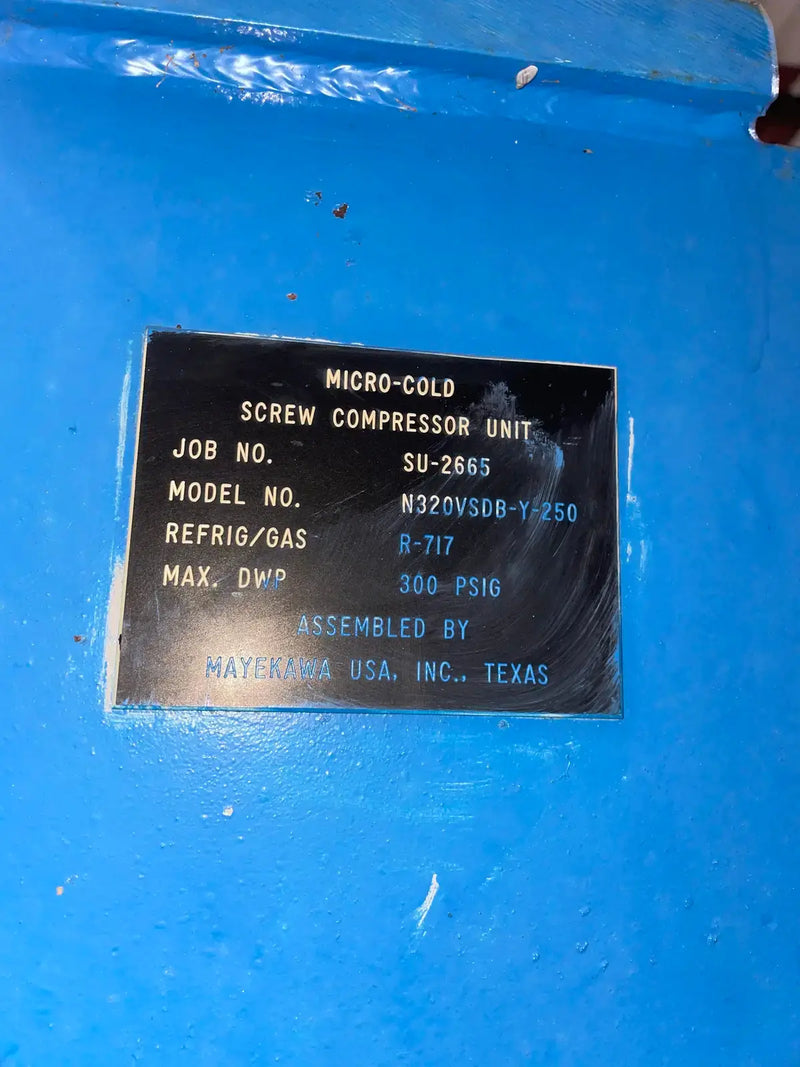 MICRO-COLD
SCREW COMPRESSOR UNIT
JOB NO. SU-2665
MODEL NO. N320VSDB-Y-250
REFRIG/GAS R-717
MAX. DWP 300 PSIG
ASSEMBLED BY
MAYEKAWA USA, INC., TEXAS